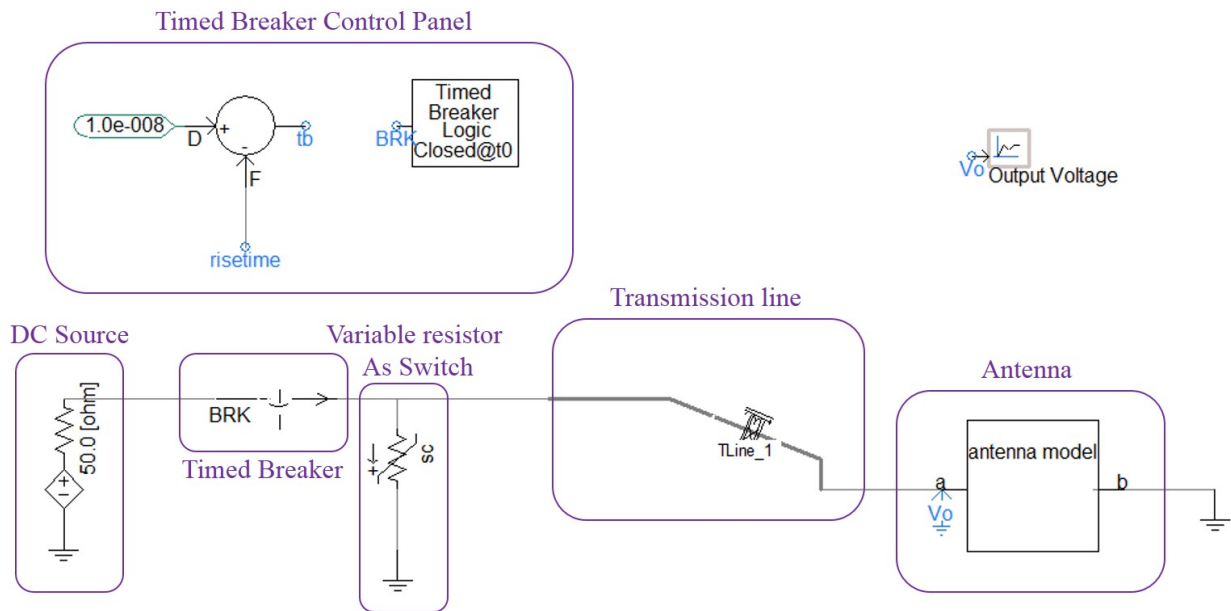 Timed Breaker Control Panel
1.0e-008
D
+
-
F
tb
risetime
BRK
Timed
Breaker
Logic
Closed@t0
Vo
Output Voltage
DC Source
50.0 [ohm]
+
-
BRK
Timed Breaker
Variable resistor
As Switch
+
sc
Transmission line
TLine_1
Antenna
antenna model
a
b
Vo